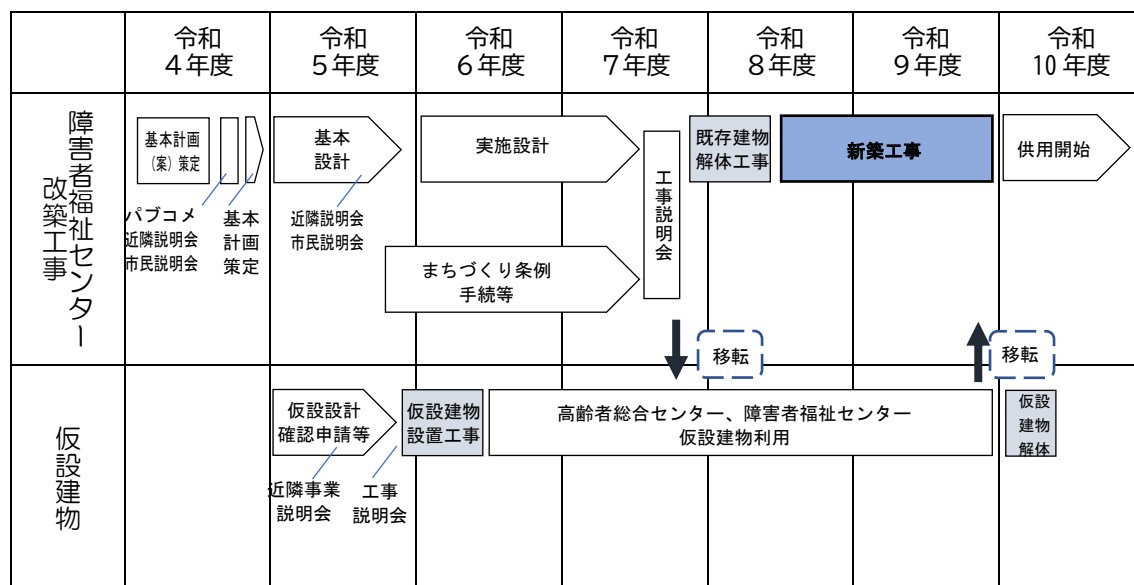 令和
４年度
令和
５年度
令和
６年度
令和
７年度
令和
８年度
令和
９年度
令和
10 年度
障害者福祉センター
改築工事
基本計画
（案）策定
パブコメ
近隣説明会
市民説明会
基本
計画
策定
基本
設計
近隣説明会
市民説明会
実施設計
まちづくり条例
手続等
工事説明会
既存建物
解体工事
新築工事
供用開始
移転
移転
仮設建物
仮設設計
確認申請等
近隣事業
説明会
工事
説明会
仮設建物
設置工事
高齢者総合センター、障害者福祉センター
仮設建物利用
仮設
建物
解体